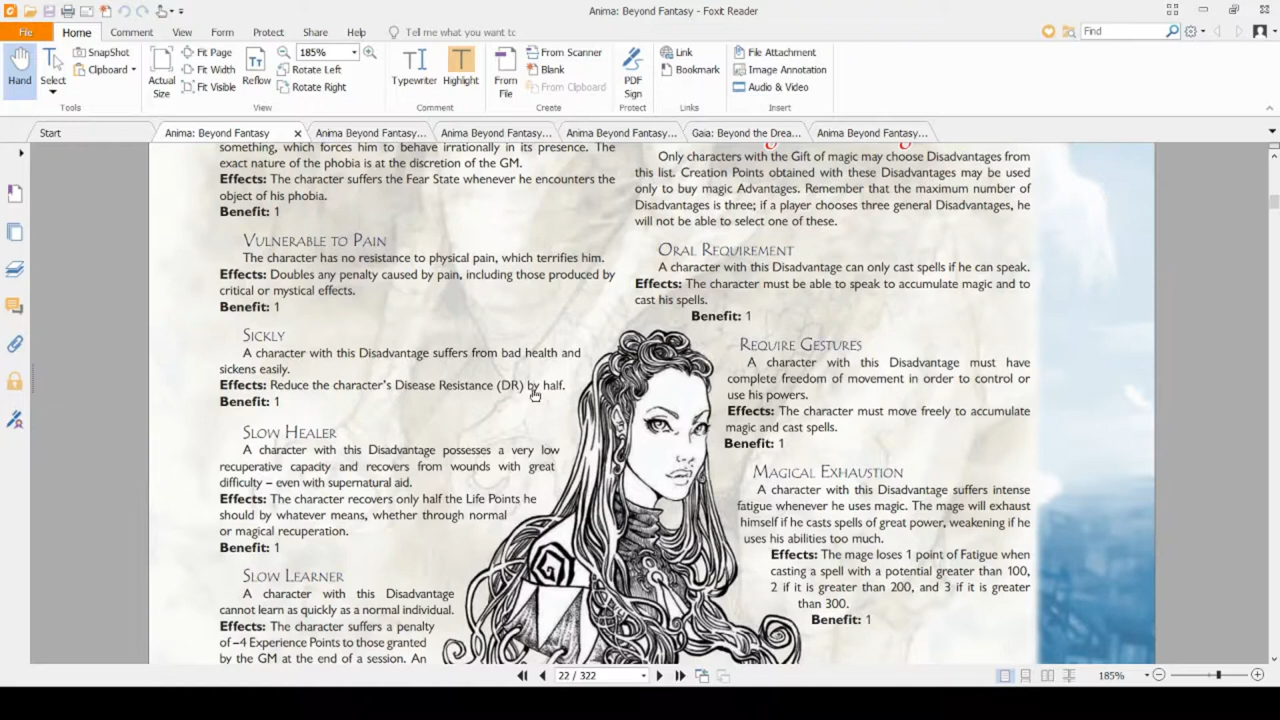 Anima: Beyond Fantasy - Foxit Reader
File Home Comment View Form Protect Share Help Tell me what you want tc Find
Hand Select SnapShot Clipboard Actual Size Fit Page Fit Width Fit Visible Reflow 185% Rotate Left Rotate Right Typewriter Highlight From File From Scanner Blank From Clipboard PDF Sign Link Bookmark File Attachment Image Annotation Audio & Video
Tools View Comment Create Protect Links Insert
Start Anima: Beyond Fantasy Anima Beyond Fantasy... Anima Beyond Fantasy... Anima Beyond Fantasy... Gaia: Beyond the Drea... Anima Beyond Fantasy...
something, which forces him to behave irrationally in its presence. The
exact nature of the phobia is at the discretion of the GM.
Effects: The character suffers the Fear State whenever he encounters the
object of his phobia.
Benefit: 1
Vulnerable to Pain
The character has no resistance to physical pain, which terrifies him.
Effects: Doubles any penalty caused by pain, including those produced by
critical or mystical effects.
Benefit: 1
Sickly
A character with this Disadvantage suffers from bad health and
sickens easily.
Effects: Reduce the character's Disease Resistance (DR) by half.
Benefit: 1
Slow Healer
A character with this Disadvantage possesses a very low
recuperative capacity and recovers from wounds with great
difficulty – even with supernatural aid.
Effects: The character recovers only half the Life Points he
should by whatever means, whether through normal
or magical recuperation.
Benefit: 1
Slow Learner
A character with this Disadvantage
cannot learn as quickly as a normal individual.
Effects: The character suffers a penalty
of –4 Experience Points to those granted
by the GM at the end of a session. An
Only characters with the Gift of magic may choose Disadvantages from
this list. Creation Points obtained with these Disadvantages may be used
only to buy magic Advantages. Remember that the maximum number of
Disadvantages is three; if a player chooses three general Disadvantages, he
will not be able to select one of these.
Oral Requirement
A character with this Disadvantage can only cast spells if he can speak.
Effects: The character must be able to speak to accumulate magic and to
cast his spells.
Benefit: 1
Require Gestures
A character with this Disadvantage must have
complete freedom of movement in order to control or
use his powers.
Effects: The character must move freely to accumulate
magic and cast spells.
Benefit: 1
Magical Exhaustion
A character with this Disadvantage suffers intense
fatigue whenever he uses magic. The mage will exhaust
himself if he casts spells of great power, weakening if he
uses his abilities too much.
Effects: The mage loses 1 point of Fatigue when
casting a spell with a potential greater than 100,
2 if it is greater than 200, and 3 if it is greater
than 300.
Benefit: 1
22 / 322 185%